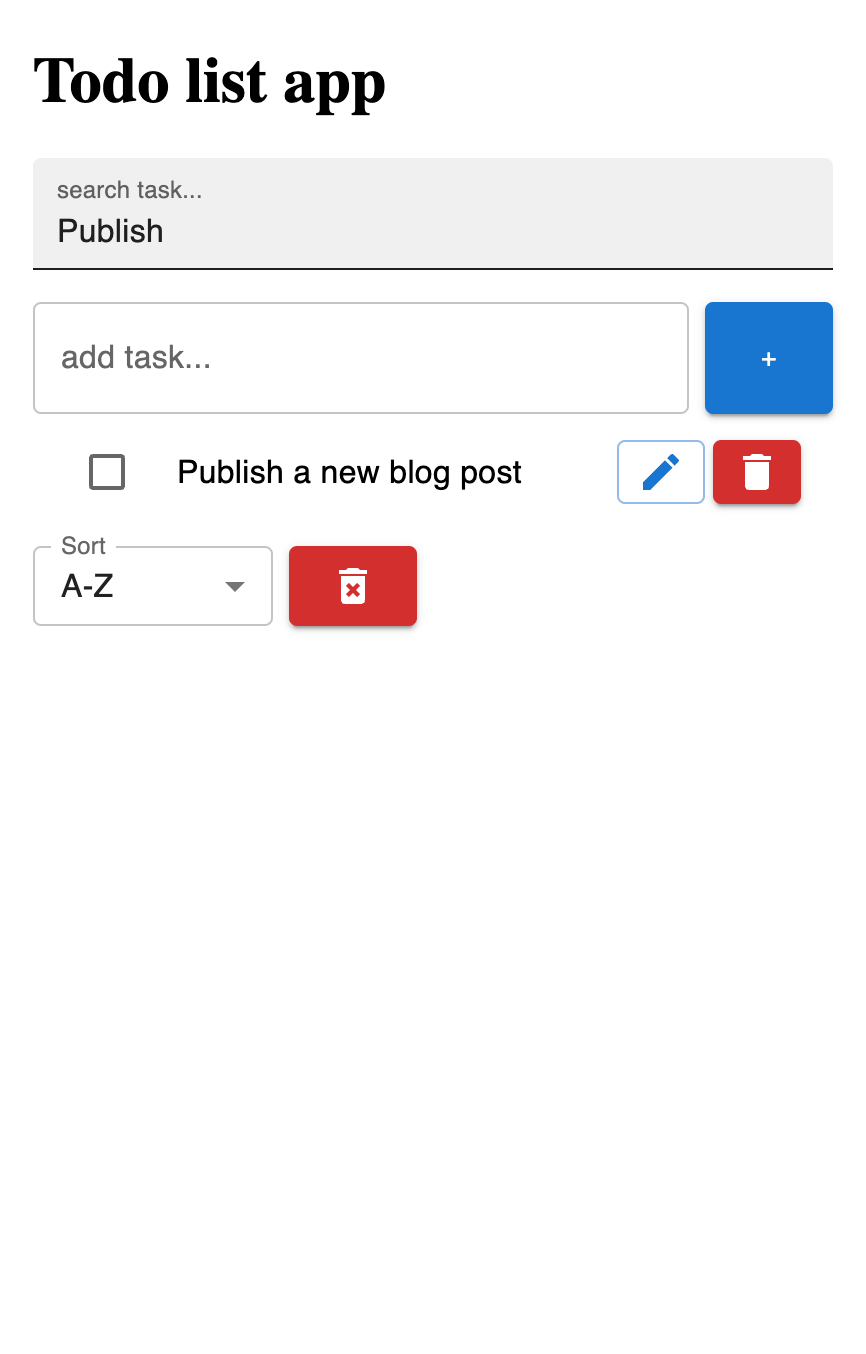 Todo list app
search task...
Publish
add task...
+
Publish a new blog post
Sort
A-Z